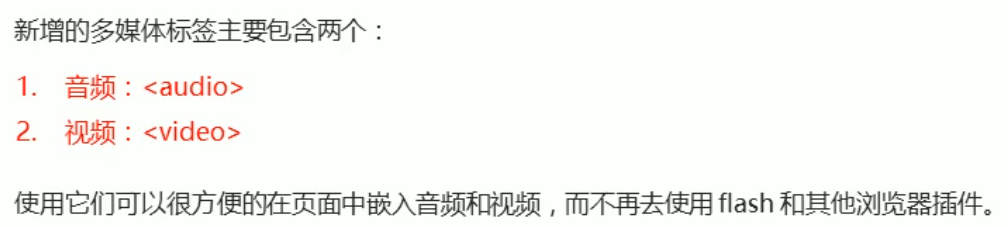 新增的多媒体标签主要包含两个：
1. 音频：<audio>
2. 视频：<video>
使用它们可以很方便的在页面中嵌入音频和视频，而不再去使用 flash 和其他浏览器插件。